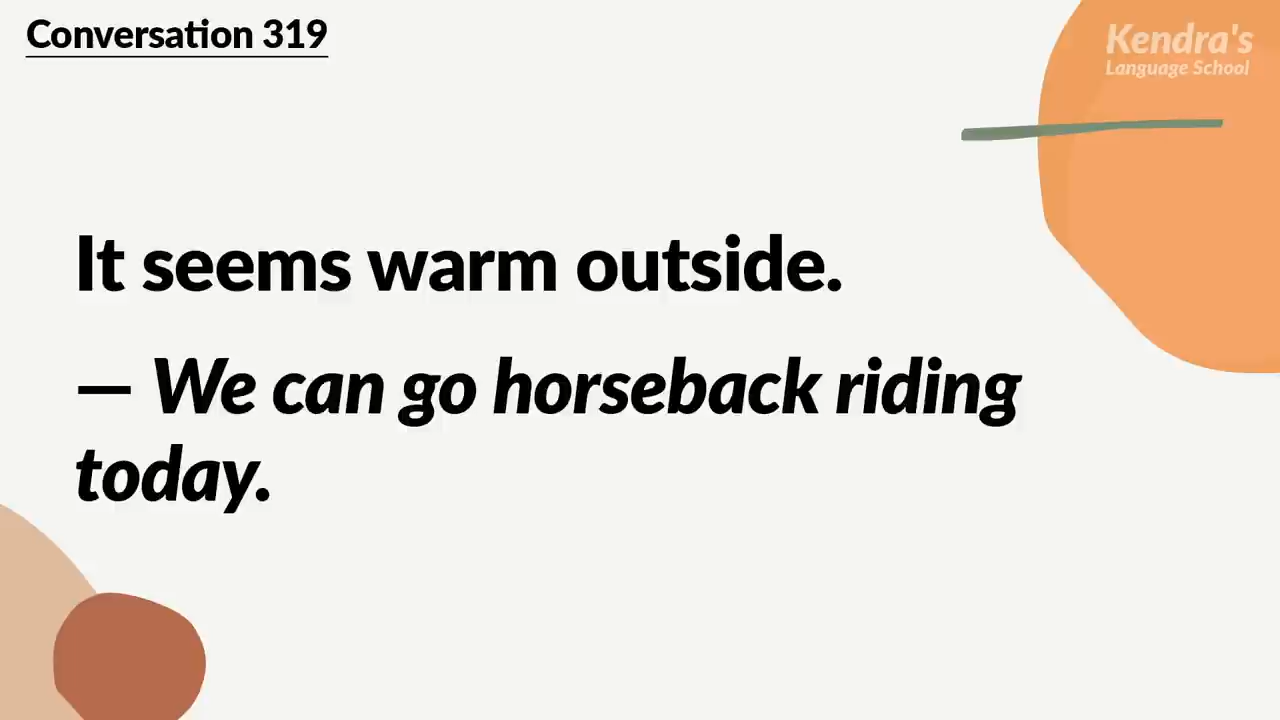 Conversation 319
Kendra's
Language School
It seems warm outside.
— We can go horseback riding
today.